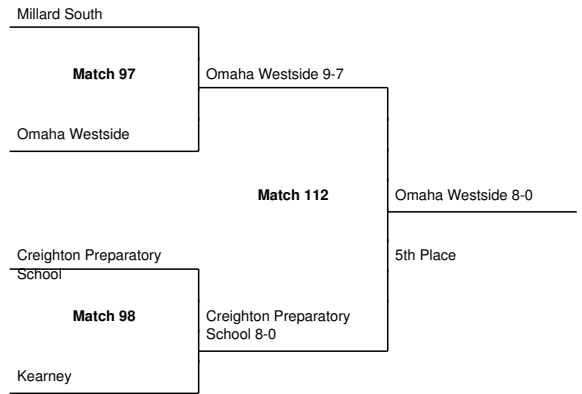 Millard South
Match 97
Omaha Westside 9-7
Omaha Westside
Match 112
Omaha Westside 8-0
Creighton Preparatory
School
5th Place
Match 98
Creighton Preparatory
School 8-0
Kearney